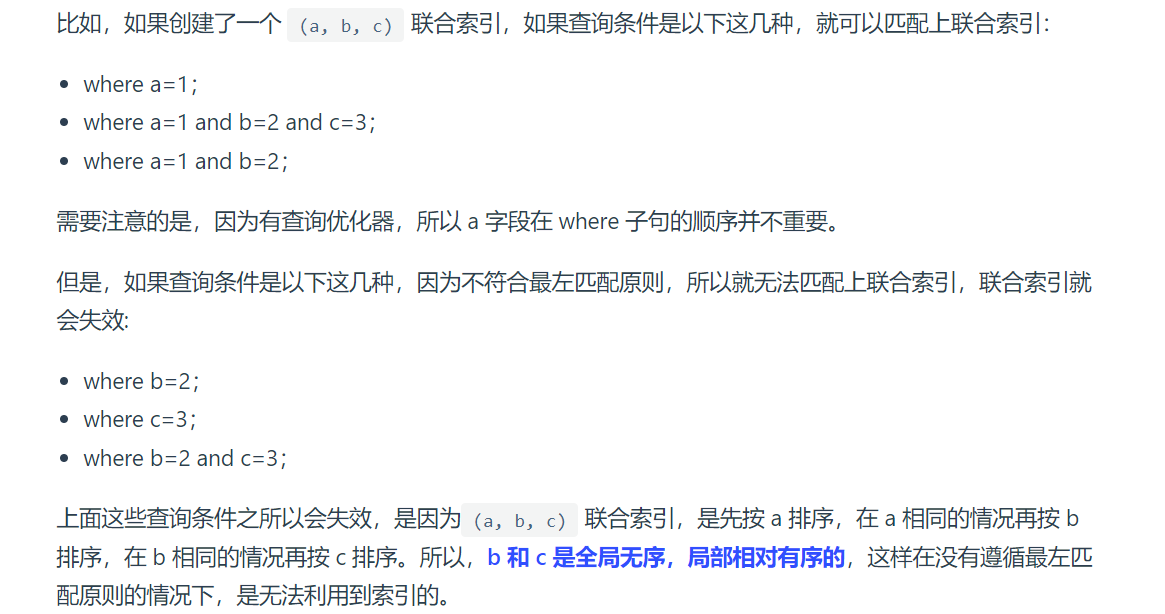 比如，如果创建了一个 (a, b, c) 联合索引，如果查询条件是以下这几种，就可以匹配上联合索引：
• where a=1；
• where a=1 and b=2 and c=3；
• where a=1 and b=2；
需要注意的是，因为有查询优化器，所以 a 字段在 where 子句的顺序并不重要。
但是，如果查询条件是以下这几种，因为不符合最左匹配原则，所以就无法匹配上联合索引，联合索引就
会失效:
• where b=2；
• where c=3；
• where b=2 and c=3；
上面这些查询条件之所以会失效，是因为 (a, b, c) 联合索引，是先按 a 排序，在 a 相同的情况再按 b
排序，在 b 相同的情况再按 c 排序。所以，b 和 c 是全局无序，局部相对有序的，这样在没有遵循最左匹
配原则的情况下，是无法利用到索引的。